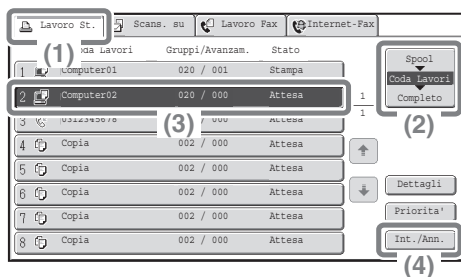 Lavoro St. Scans. su Lavoro Fax Internet-Fax
(1)
Coda Lavori Gruppi/Avanzam. Stato
1 Computer01 020 / 001 Stampa
2 Computer02 020 / 000 Attesa
3 0312345678 002 / 000 Attesa
(3)
4 Copia 002 / 000 Attesa
5 Copia 002 / 000 Attesa
6 Copia 002 / 000 Attesa
7 Copia 002 / 000 Attesa
8 Copia 002 / 000 Attesa
1
1
Spool
Coda Lavori
Completo
(2)
Dettagli
Priorita'
Int./Ann.
(4)